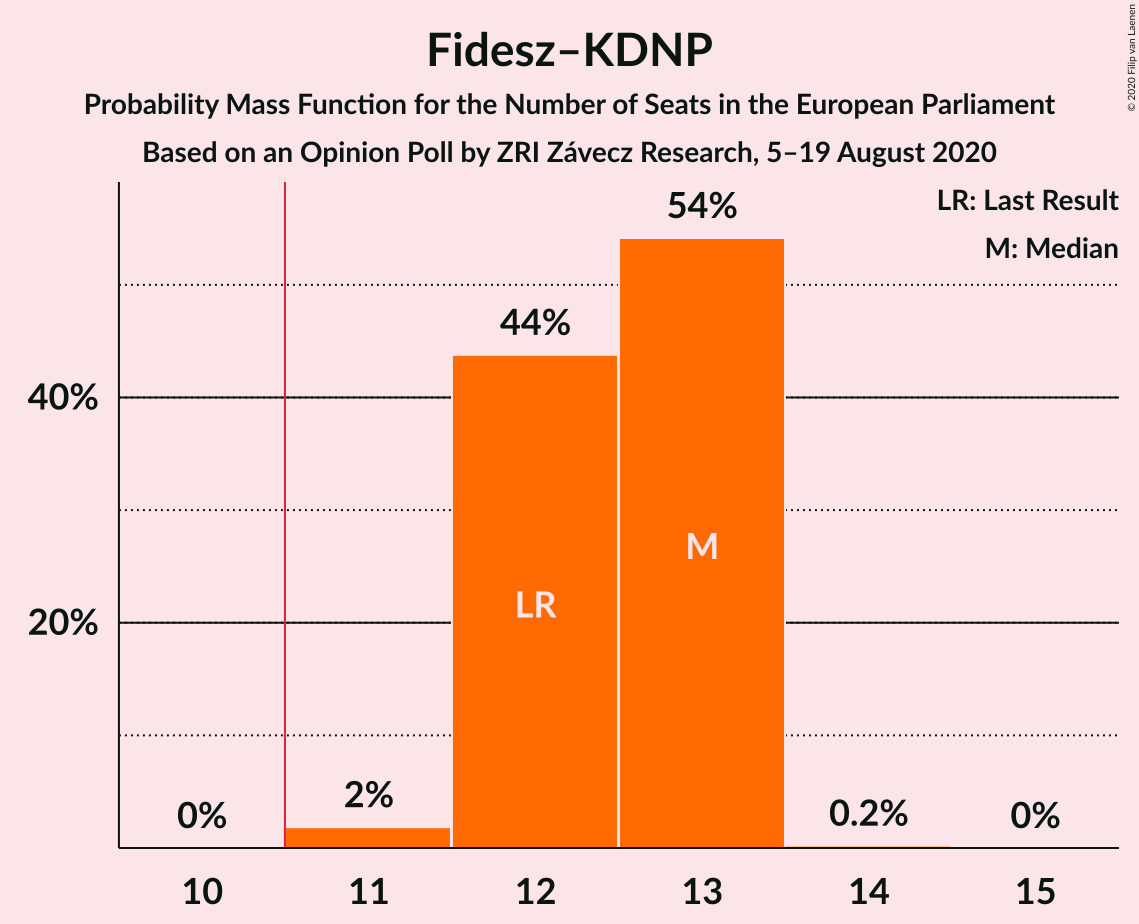 Fidesz–KDNP
Probability Mass Function for the Number of Seats in the European Parliament
Based on an Opinion Poll by ZRI Závecz Research, 5–19 August 2020
© 2020 Filip van Laenen
LR: Last Result
M: Median
54%
44%
40%
M
LR
20%
2%
0%
0.2%
0%
10 11 12 13 14 15